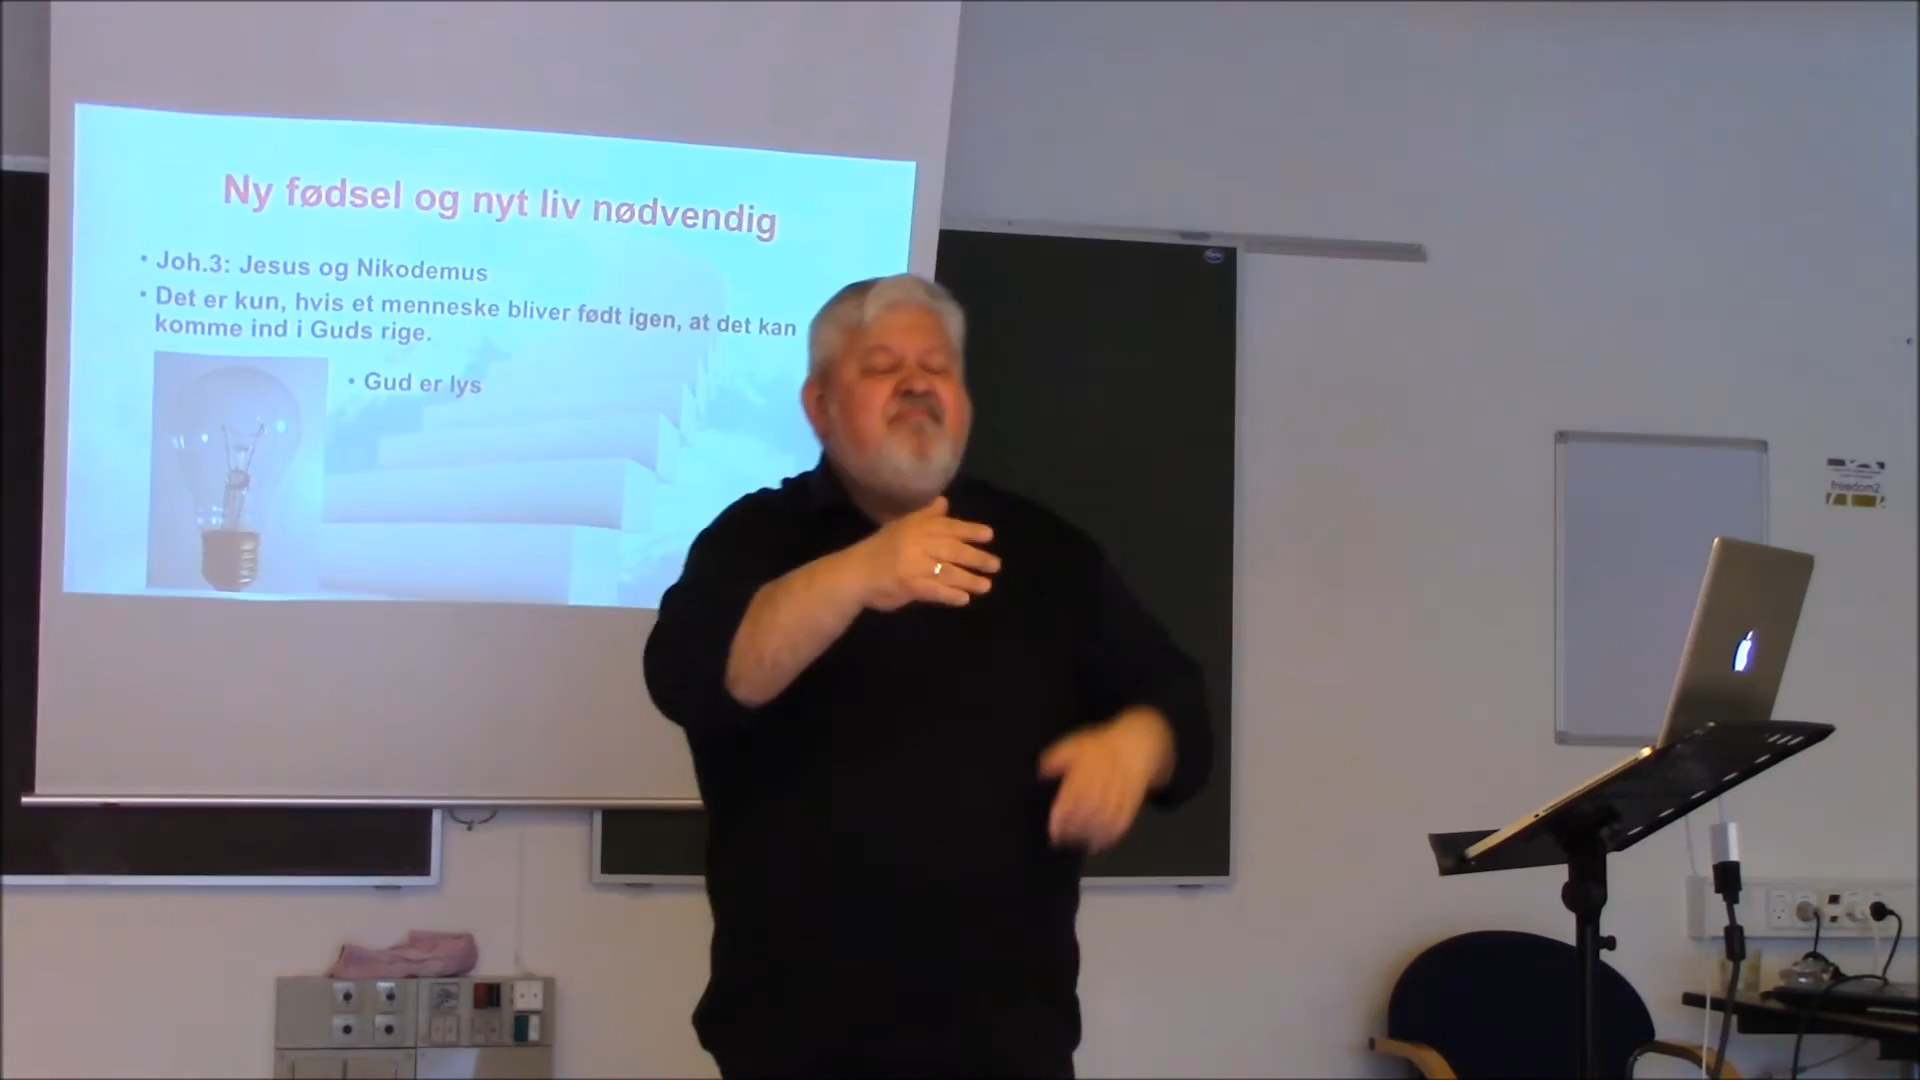 Ny fødsel og nyt liv nødvendig
• Joh.3: Jesus og Nikodemus
• Det er kun, hvis et menneske bliver født igen, at det kan
komme ind i Guds rige.
• Gud er lys
freedom2